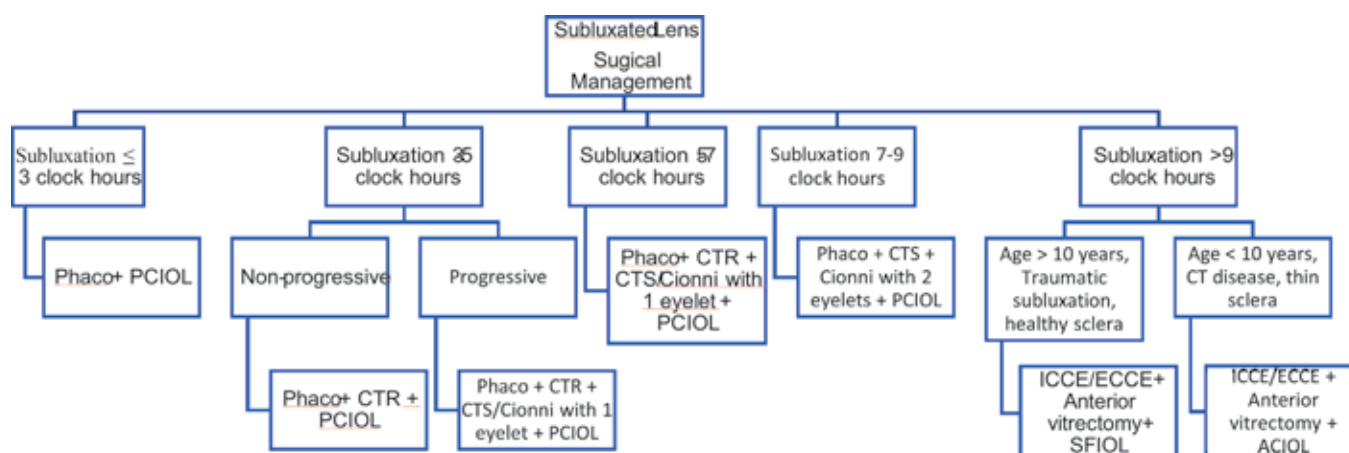 Subluxated Lens
Sugical
Management
Subluxation ≤
3 clock hours
Subluxation 35
clock hours
Subluxation 57
clock hours
Subluxation 7-9
clock hours
Subluxation >9
clock hours
Phaco+ PCIOL
Non-progressive
Progressive
Phaco+ CTR +
CTS/Cionni with
1 eyelet +
PCIOL
Phaco + CTS +
Cionni with 2
eyelets + PCIOL
Age > 10 years,
Traumatic
subluxation,
healthy sclera
Age < 10 years,
CT disease, thin
sclera
Phaco+ CTR +
PCIOL
Phaco + CTR +
CTS/Cionni with 1
eyelet + PCIOL
ICCE/ECCE+
Anterior
vitrectomy+
SFIOL
ICCE/ECCE +
Anterior
vitrectomy +
ACIOL